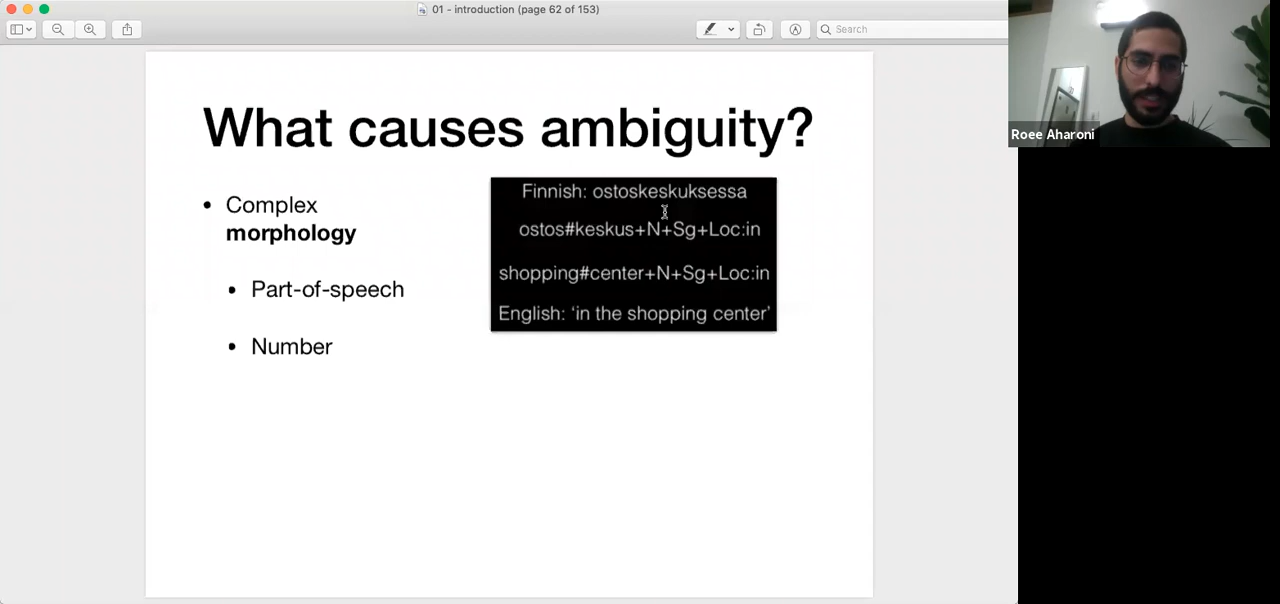 01 - introduction (page 62 of 153)
Search
What causes ambiguity?
• Complex
morphology
• Part-of-speech
• Number
Finnish: ostoskeskuksessa
ostos#keskus+N+Sg+Loc:in
shopping#center+N+Sg+Loc:in
English: ‘in the shopping center’
Roee Aharoni